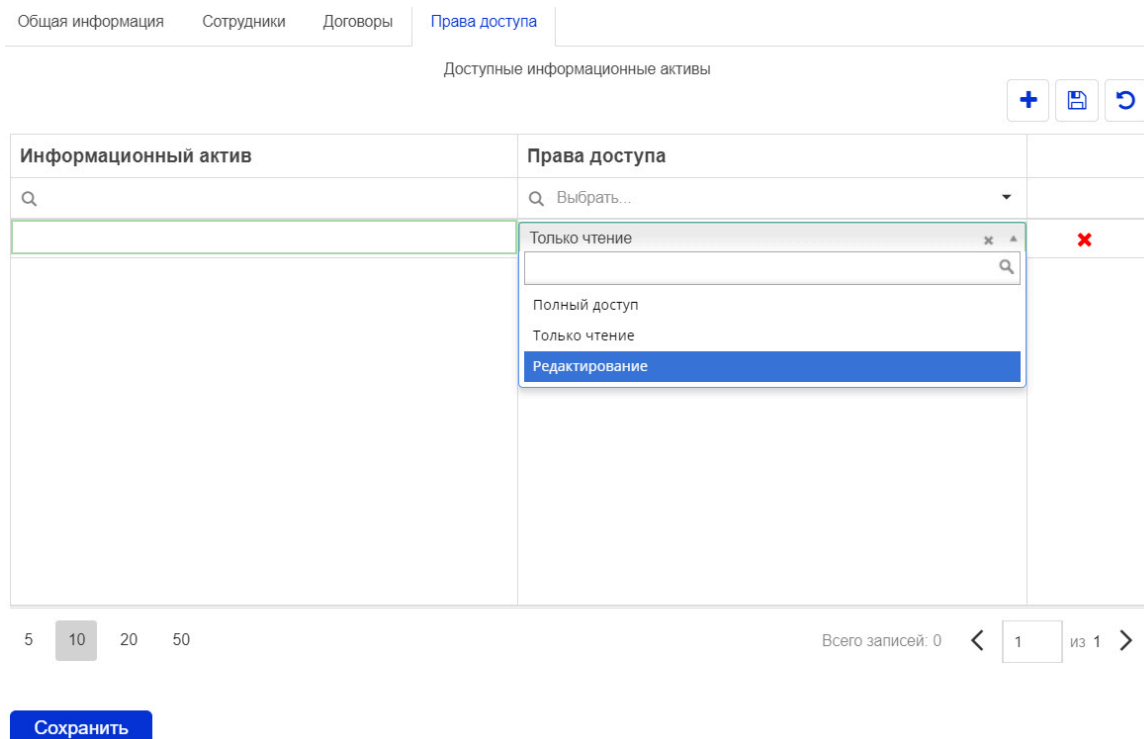 Общая информация Сотрудники Договоры Права доступа
Доступные информационные активы
Информационный актив Права доступа
Выбрать...
Только чтение
Полный доступ
Только чтение
Редактирование
5 10 20 50 Всего записей: 0 1 из 1
Сохранить